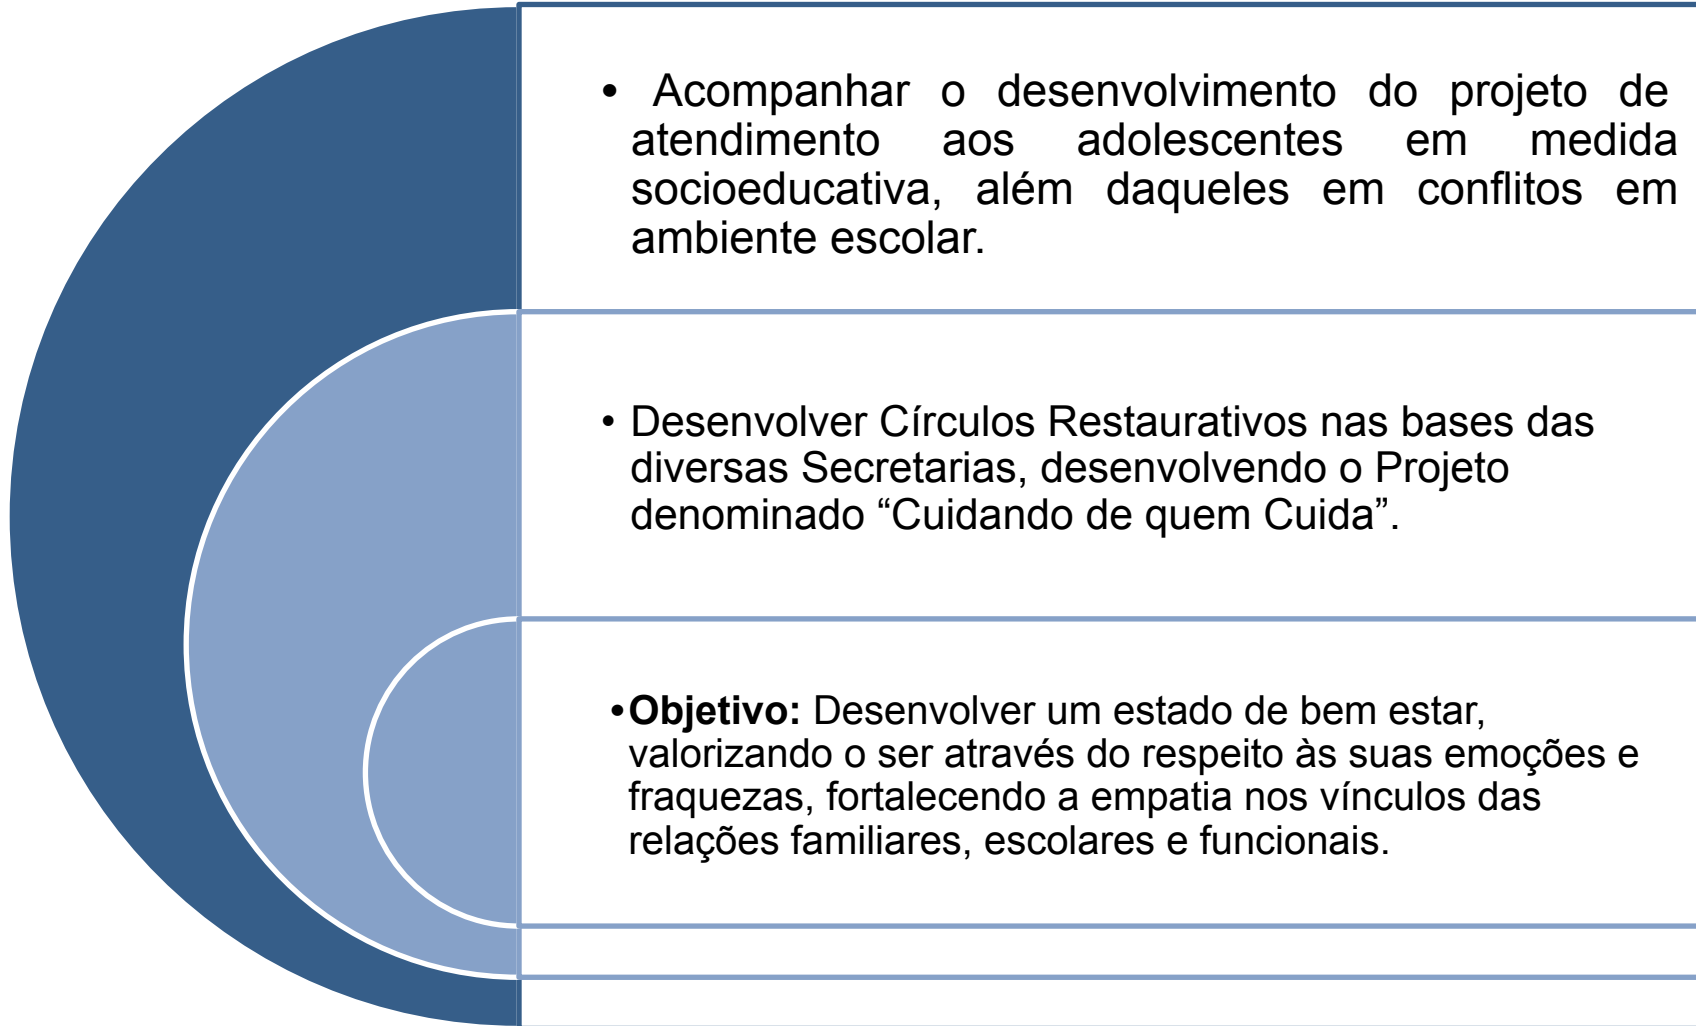 • Acompanhar o desenvolvimento do projeto de
atendimento aos adolescentes em medida
socioeducativa, além daqueles em conflitos em
ambiente escolar.
• Desenvolver Círculos Restaurativos nas bases das
diversas Secretarias, desenvolvendo o Projeto
denominado “Cuidando de quem Cuida”.
•Objetivo: Desenvolver um estado de bem estar,
valorizando o ser através do respeito às suas emoções e
fraquezas, fortalecendo a empatia nos vínculos das
relações familiares, escolares e funcionais.